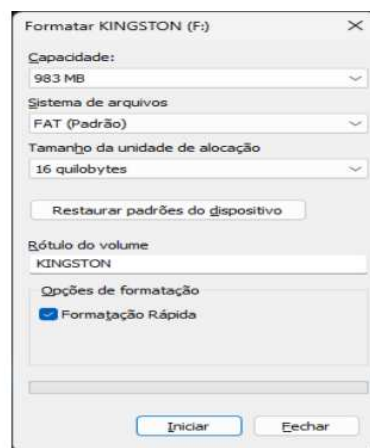 Formatar KINGSTON (F:)
Capacidade:
983 MB
Sistema de arquivos
FAT (Padrão)
Tamanho da unidade de alocação
16 quilobytes
Restaurar padrões do dispositivo
Rótulo do volume
KINGSTON
Opções de formatação
Formatação Rápida
Iniciar Fechar